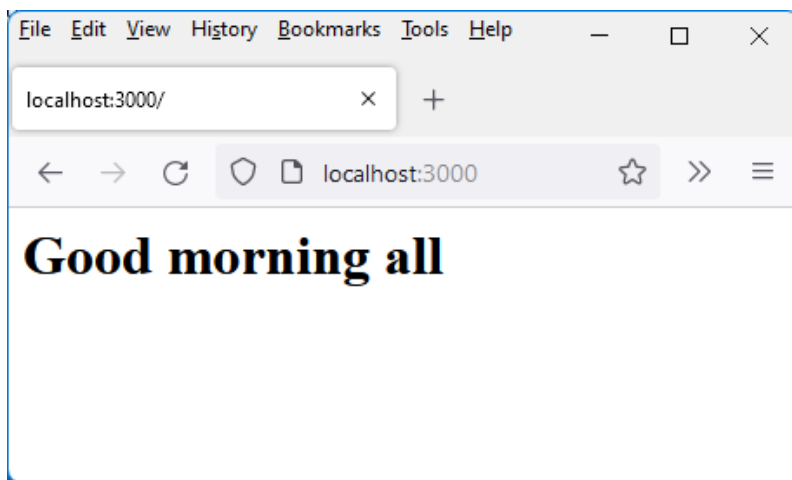 File Edit View History Bookmarks Tools Help
localhost:3000/
localhost:3000
Good morning all